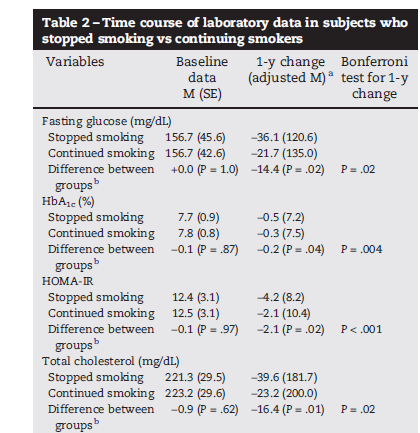 Table 2 – Time course of laboratory data in subjects who
stopped smoking vs continuing smokers
Variables Baseline 1-y change Bonferroni
data (adjusted M) a test for 1-y
M (SE) change
Fasting glucose (mg/dL)
Stopped smoking 156.7 (45.6) –36.1 (120.6)
Continued smoking 156.7 (42.6) –21.7 (135.0)
Difference between +0.0 (P = 1.0) –14.4 (P = .02) P = .02
groups b
HbA1c (%)
Stopped smoking 7.7 (0.9) –0.5 (7.2)
Continued smoking 7.8 (0.8) –0.3 (7.5)
Difference between –0.1 (P = .87) –0.2 (P = .04) P = .004
groups b
HOMA-IR
Stopped smoking 12.4 (3.1) –4.2 (8.2)
Continued smoking 12.5 (3.1) –2.1 (10.4)
Difference between –0.1 (P = .97) –2.1 (P = .02) P < .001
groups b
Total cholesterol (mg/dL)
Stopped smoking 221.3 (29.5) –39.6 (181.7)
Continued smoking 223.2 (29.6) –23.2 (200.0)
Difference between –0.9 (P = .62) –16.4 (P = .01) P = .02
groups b